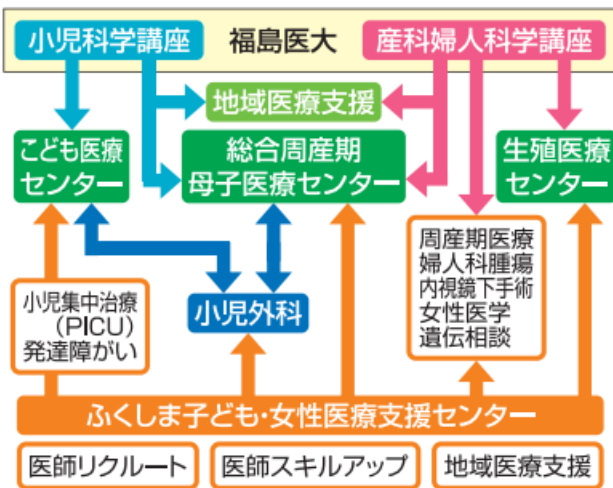 小児科学講座
福島医大
産科婦人科学講座
地域医療支援
こども医療
センター
総合周産期
母子医療センター
生殖医療
センター
小児集中治療
(PICU)
発達障がい
小児外科
周産期医療
婦人科腫瘍
内視鏡下手術
女性医学
遺伝相談
ふくしま子ども・女性医療支援センター
医師リクルート
医師スキルアップ
地域医療支援